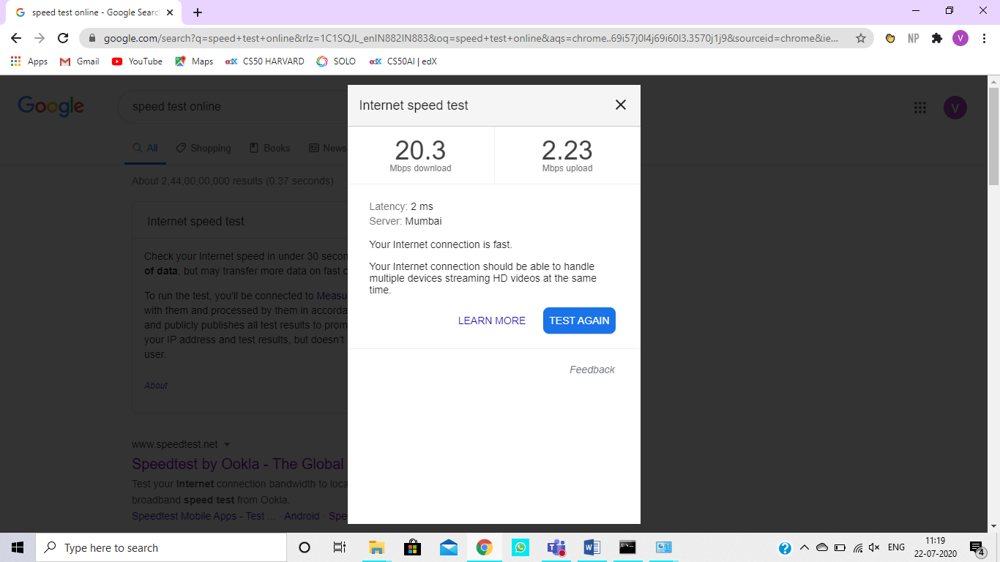 speed test online - Google Searc
google.com/search?q=speed+test+online&rlz=1C1SQJL_enIN882IN883&oq=speed+test+online&aqs=chrome..69i57j0l4j69i60l3.3570j1j9&sourceid=chrome&ie...
NP
V
Apps
Gmail
YouTube
Maps
edX CS50 HARVARD
SOLO
edX CS50AI | edX
Google
speed test online
V
All
Shopping
Books
News
About 2,44,00,00,000 results (0.37 seconds)
Internet speed test
Check your Internet speed in under 30 secon
of data, but may transfer more data on fast c
To run the test, you'll be connected to Measu
with them and processed by them in accorda
and publicly publishes all test results to prom
your IP address and test results, but doesn't
user.
About
www.speedtest.net
Speedtest by Ookla - The Global
Test your Internet connection bandwidth to loca
broadband speed test from Ookla.
Speedtest Mobile Apps - Test ... · Android · Spe
Internet speed test
20.3
Mbps download
2.23
Mbps upload
Latency: 2 ms
Server: Mumbai
Your Internet connection is fast.
Your Internet connection should be able to handle
multiple devices streaming HD videos at the same
time.
LEARN MORE
TEST AGAIN
Feedback
Type here to search
ENG
11:19
22-07-2020
4